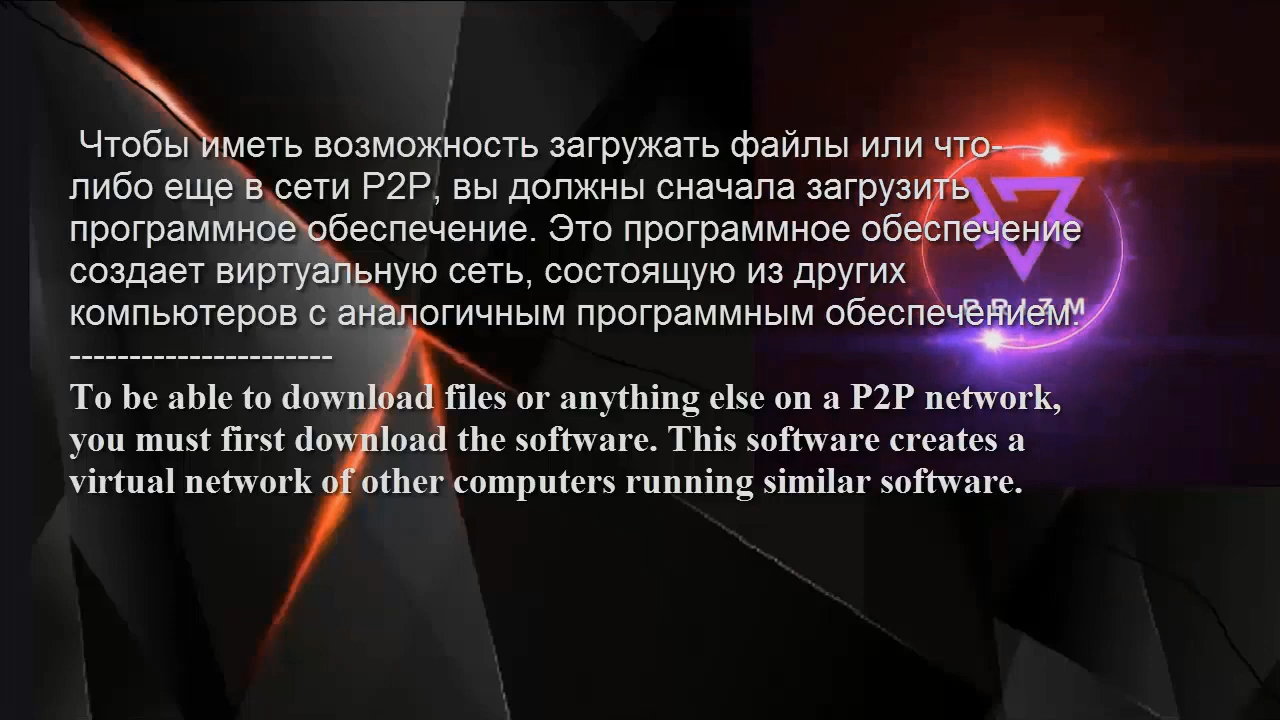 Чтобы иметь возможность загружать файлы или что-
либо еще в сети P2P, вы должны сначала загрузить
программное обеспечение. Это программное обеспечение
создает виртуальную сеть, состоящую из других
компьютеров с аналогичным программным обеспечением.
PRIZM
----------------------
To be able to download files or anything else on a P2P network,
you must first download the software. This software creates a
virtual network of other computers running similar software.